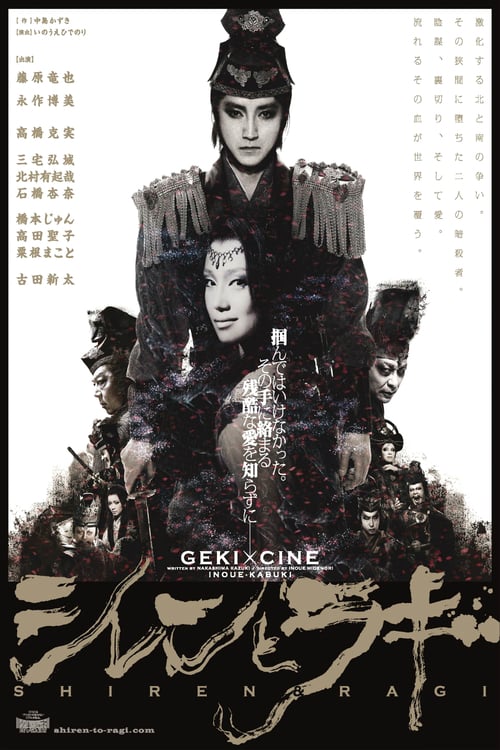 【作】中島かずき
【演出】いのうえひでのり
【出演】
藤原竜也
永作博美
高橋克実
三宅弘城
北村有起哉
石橋杏奈
橋本じゅん
高田聖子
粟根まこと
古田新太
激化する北と南の争い。
その狭間に堕ちた二人の暗殺者。
陰謀、裏切り、そして愛。
流れるその血が世界を覆う。
掴んではいけなかった。
その手に絡まる
残酷な愛を知らずに——
GEKI×CINE
WRITTEN BY NAKASHIMA KAZUKI / DIRECTED BY INOUE HIDENORI
INOUE-KABUKI
シレンとラギ
SHIREN & RAGI
shiren-to-ragi.com